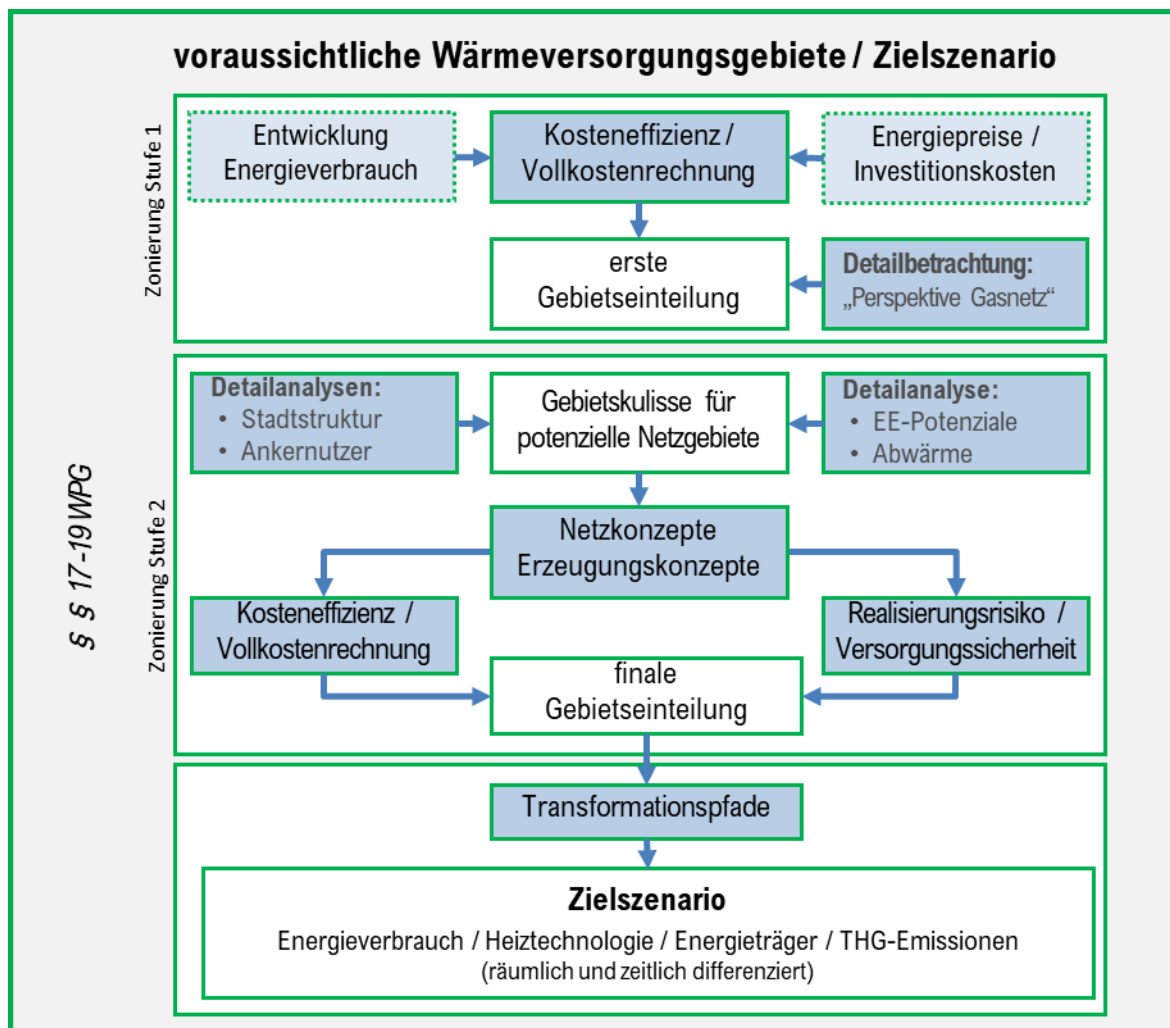 voraussichtliche Wärmeversorgungsgebiete / Zielszenario
Zonierung Stufe 1
Entwicklung
Energieverbrauch
Kosteneffizienz /
Vollkostenrechnung
Energiepreise /
Investitionskosten
erste
Gebietseinteilung
Detailbetrachtung:
„Perspektive Gasnetz“
§ § 17-19 WPG
Zonierung Stufe 2
Detailanalysen:
• Stadtstruktur
• Ankernutzer
Gebietskulisse für
potenzielle Netzgebiete
Detailanalyse:
• EE-Potenziale
• Abwärme
Netzkonzepte
Erzeugungskonzepte
Kosteneffizienz /
Vollkostenrechnung
Realisierungsrisiko /
Versorgungssicherheit
finale
Gebietseinteilung
Transformationspfade
Zielszenario
Energieverbrauch / Heiztechnologie / Energieträger / THG-Emissionen
(räumlich und zeitlich differenziert)